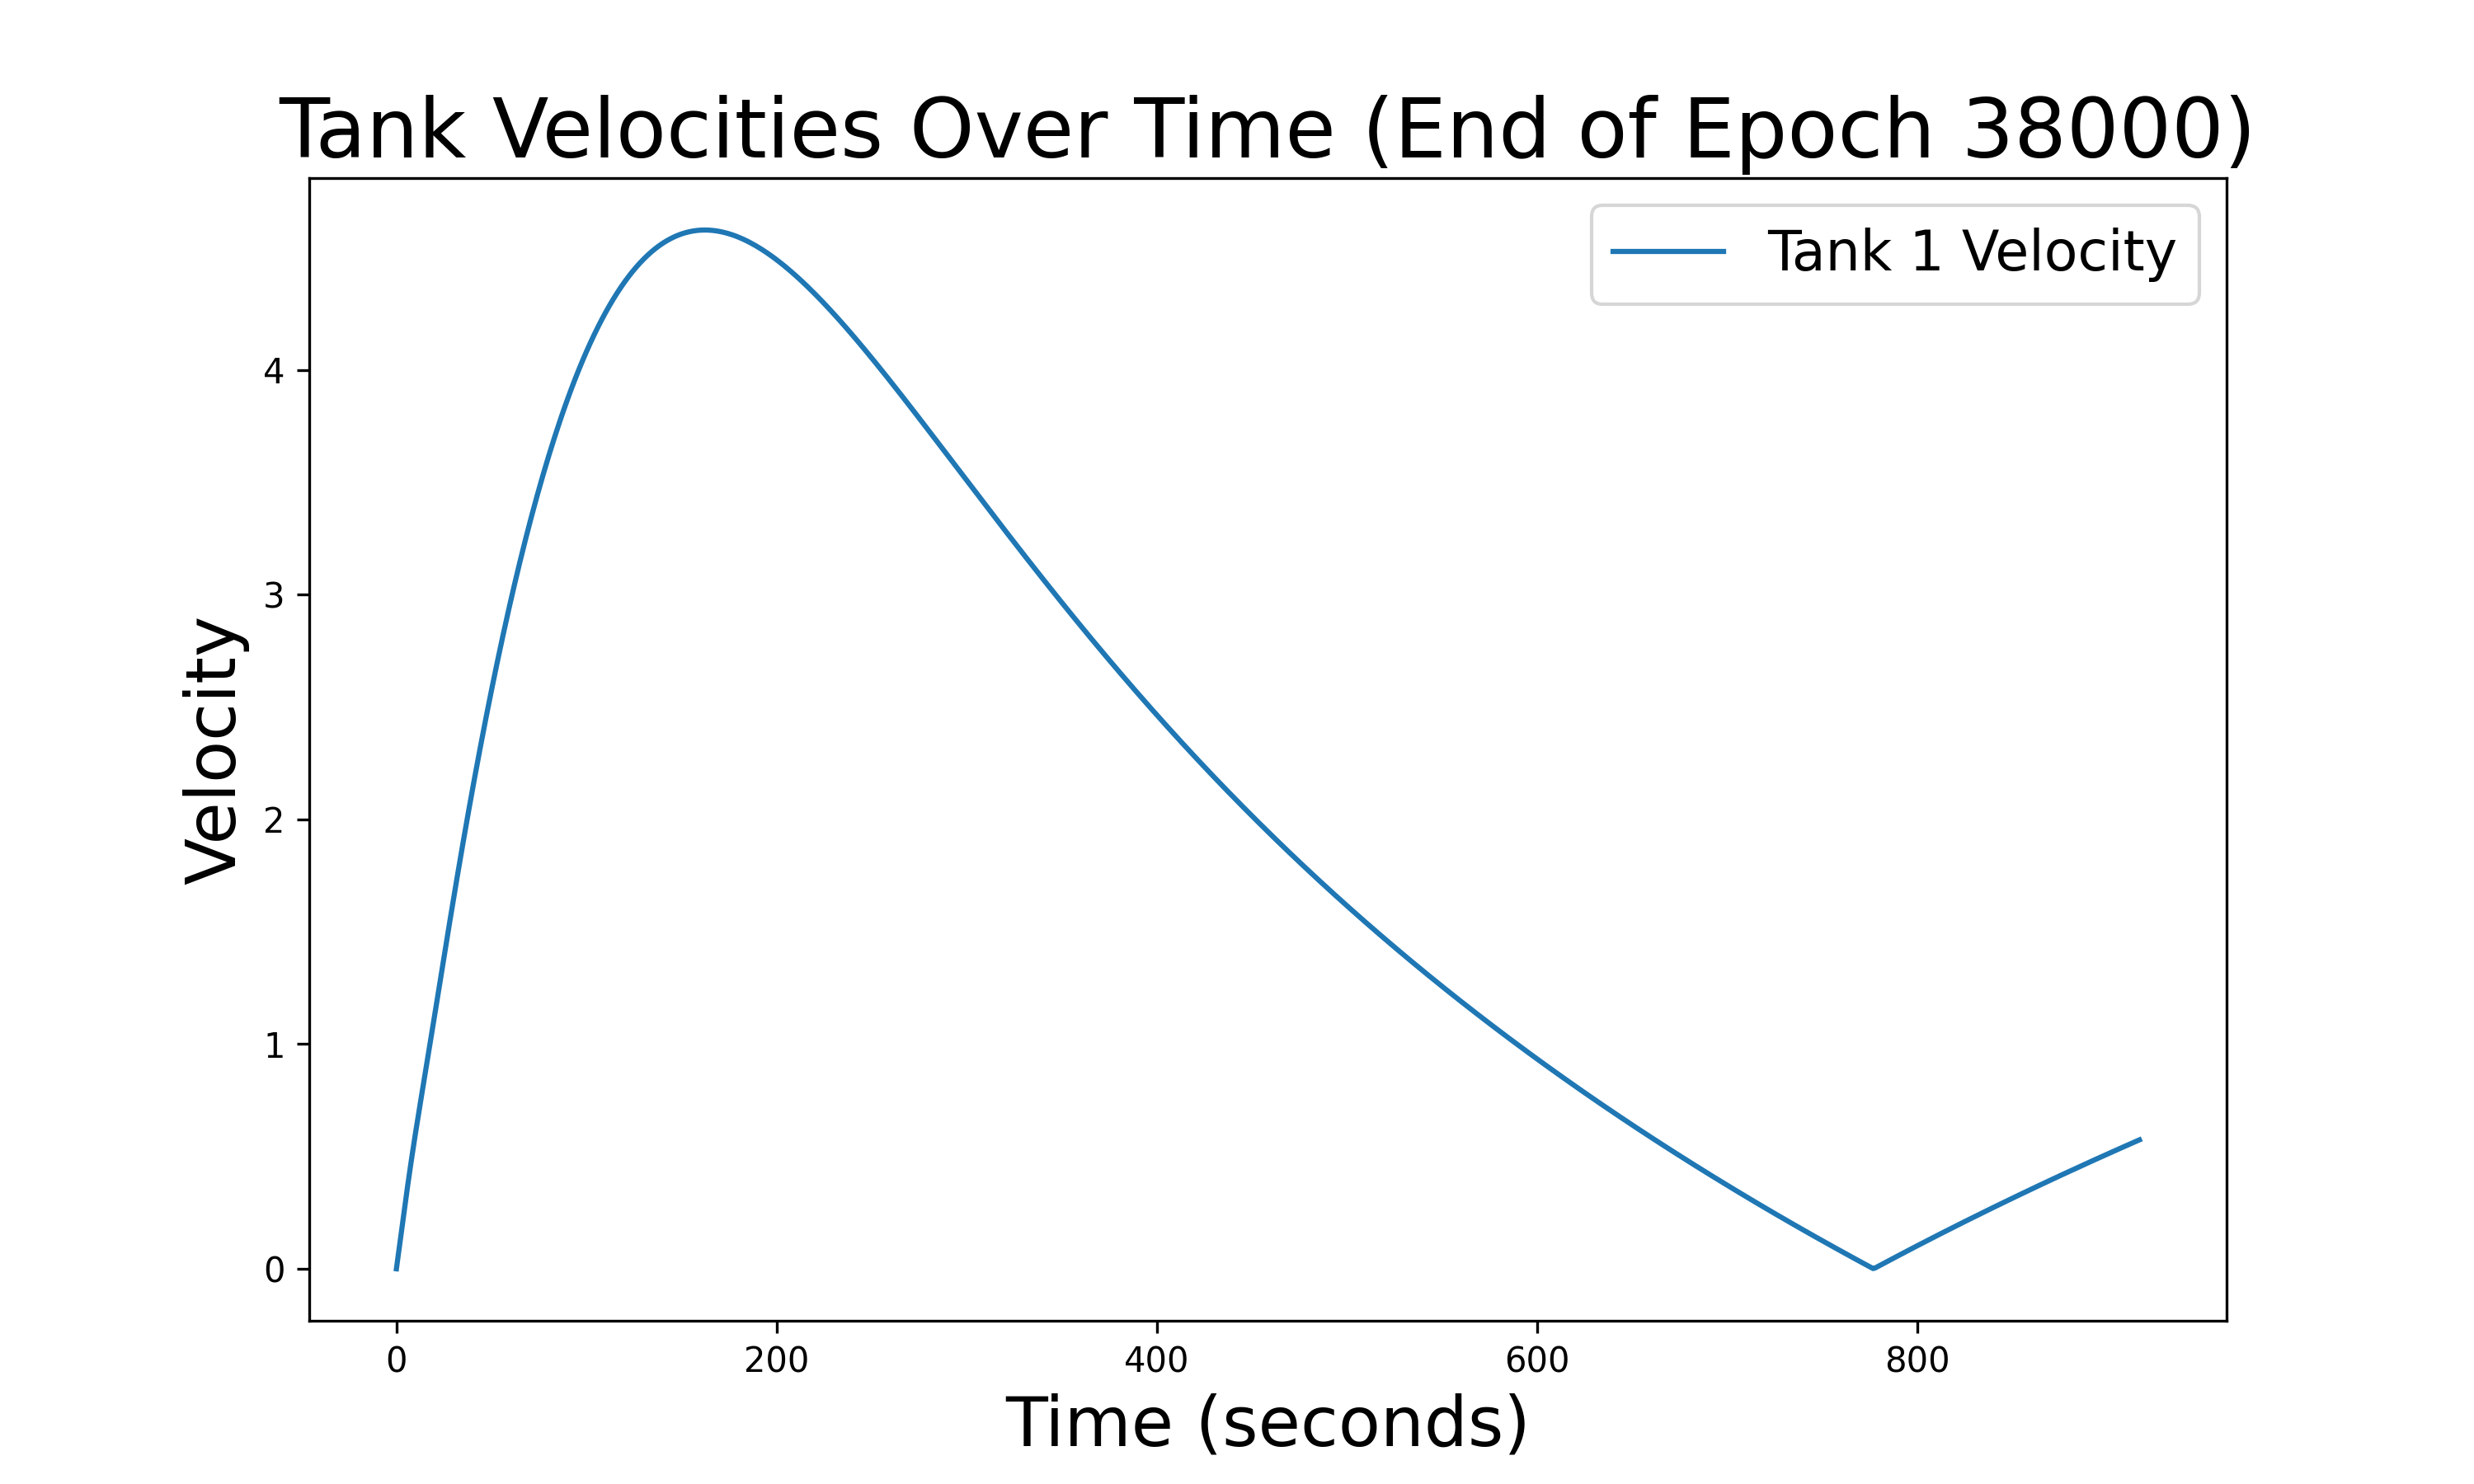 Tank Velocities Over Time (End of Epoch 38000)
Tank 1 Velocity
Velocity
4
3
2
1
0
0 200 400 600 800
Time (seconds)